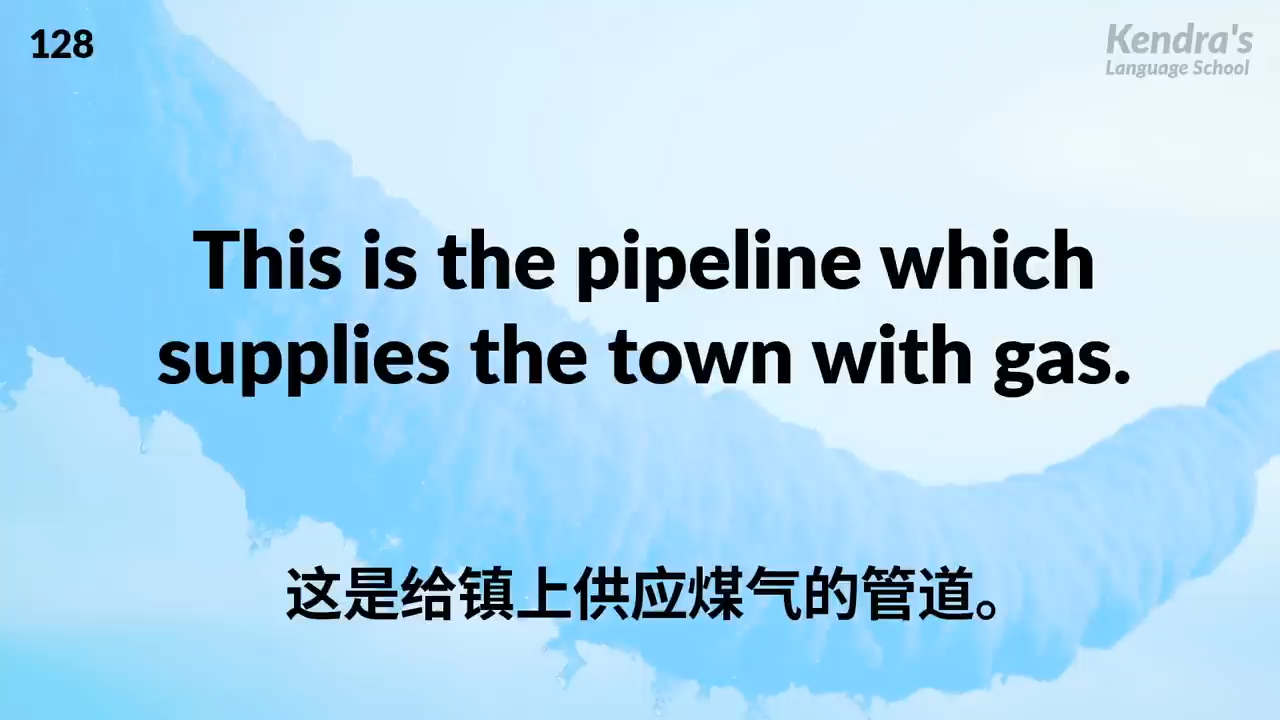 128
Kendra's
Language School
This is the pipeline which
supplies the town with gas.
这是给镇上供应煤气的管道。